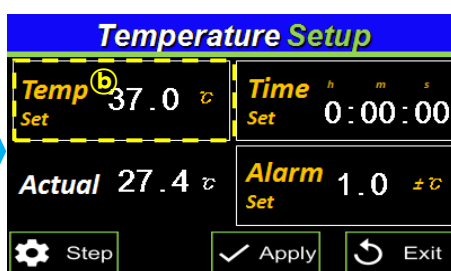 Temperature Setup
Temp ⓑ 37.0 ℃
Set
Time h m s
Set 0:00:00
Actual 27.4 ℃
Alarm 1.0 ±℃
Set
Step
Apply
Exit